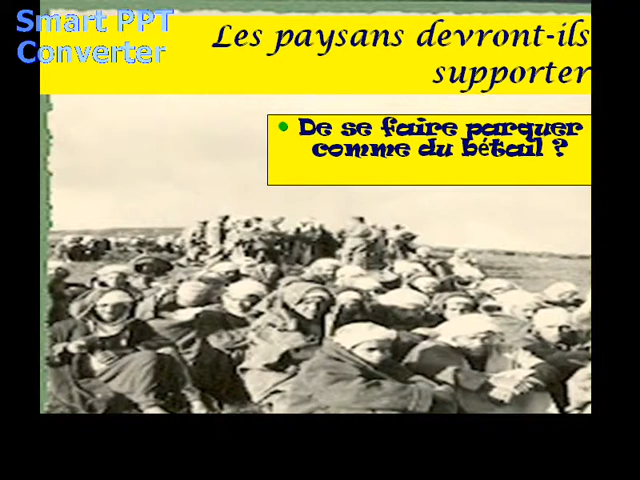 Smart PPT
Converter
Les paysans devront-ils
supporter
De se faire parquer
comme du bétail ?